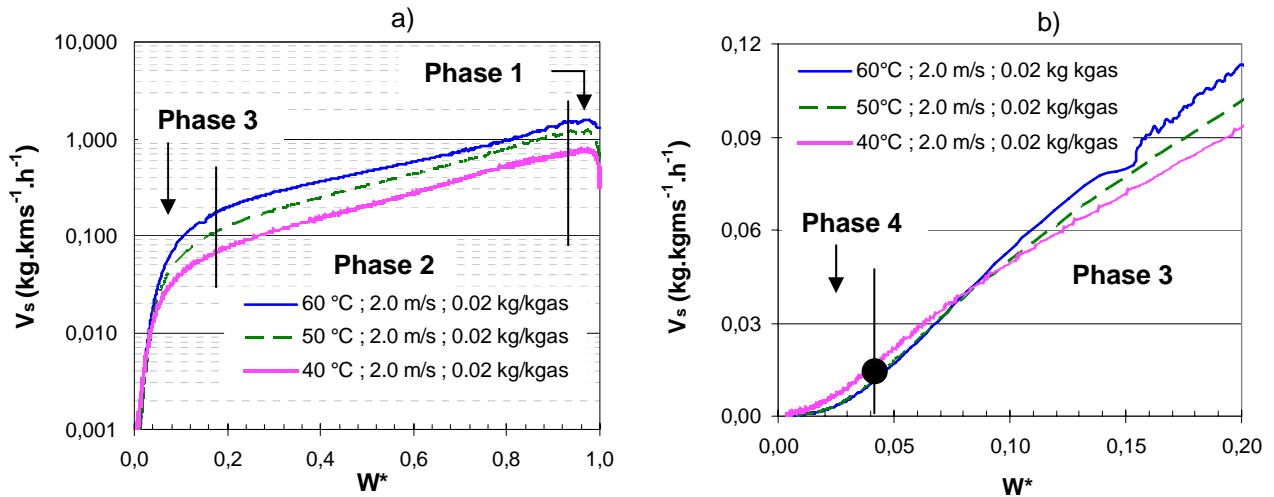 a)
10,000
1,000
0,100
0,010
0,001
Vs (kg.kms-1.h-1)
Phase 1
Phase 3
Phase 2
60 °C ; 2.0 m/s ; 0.02 kg/kgas
50 °C ; 2.0 m/s ; 0.02 kg/kgas
40 °C ; 2.0 m/s ; 0.02 kg/kgas
0,0 0,2 0,4 0,6 0,8 1,0
W*
b)
0,12
0,09
0,06
0,03
0,00
Vs (kg.kgms-1.h-1)
60°C ; 2.0 m/s ; 0.02 kg kgas
50°C ; 2.0 m/s ; 0.02 kg/kgas
40°C ; 2.0 m/s ; 0.02 kg/kgas
Phase 4
Phase 3
0,00 0,05 0,10 0,15 0,20
W*